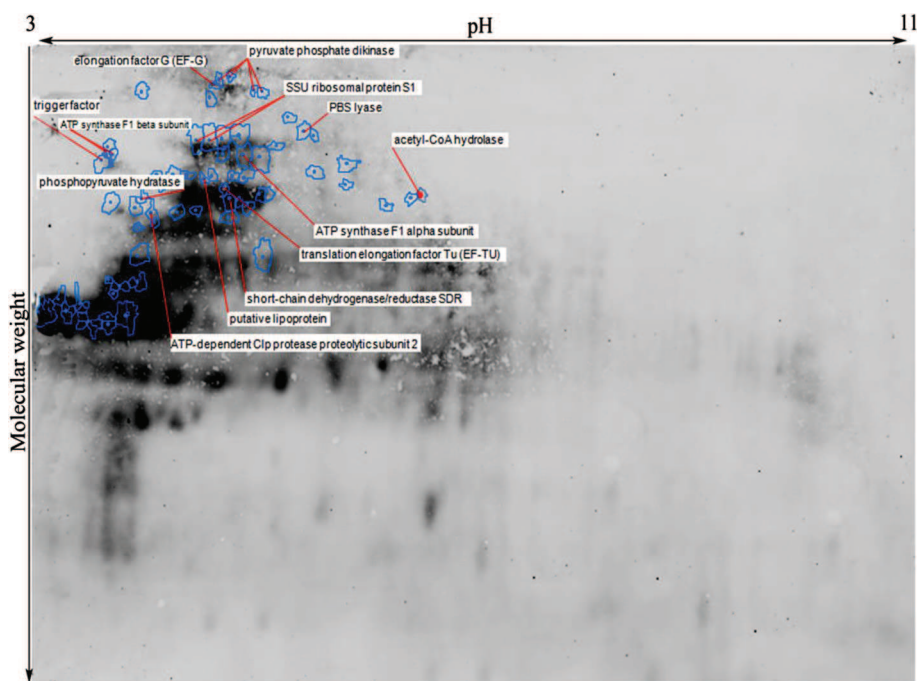 3
pH
11
elongation factor G (EF-G)
pyruvate phosphate dikinase
SSU ribosomal protein S1
trigger factor
PBS lyase
ATP synthase F1 beta subunit
acetyl-CoA hydrolase
phosphopyruvate hydratase
ATP synthase F1 alpha subunit
translation elongation factor Tu (EF-TU)
short-chain dehydrogenase/reductase SDR
putative lipoprotein
ATP-dependent Clp protease proteolytic subunit 2
Molecular weight